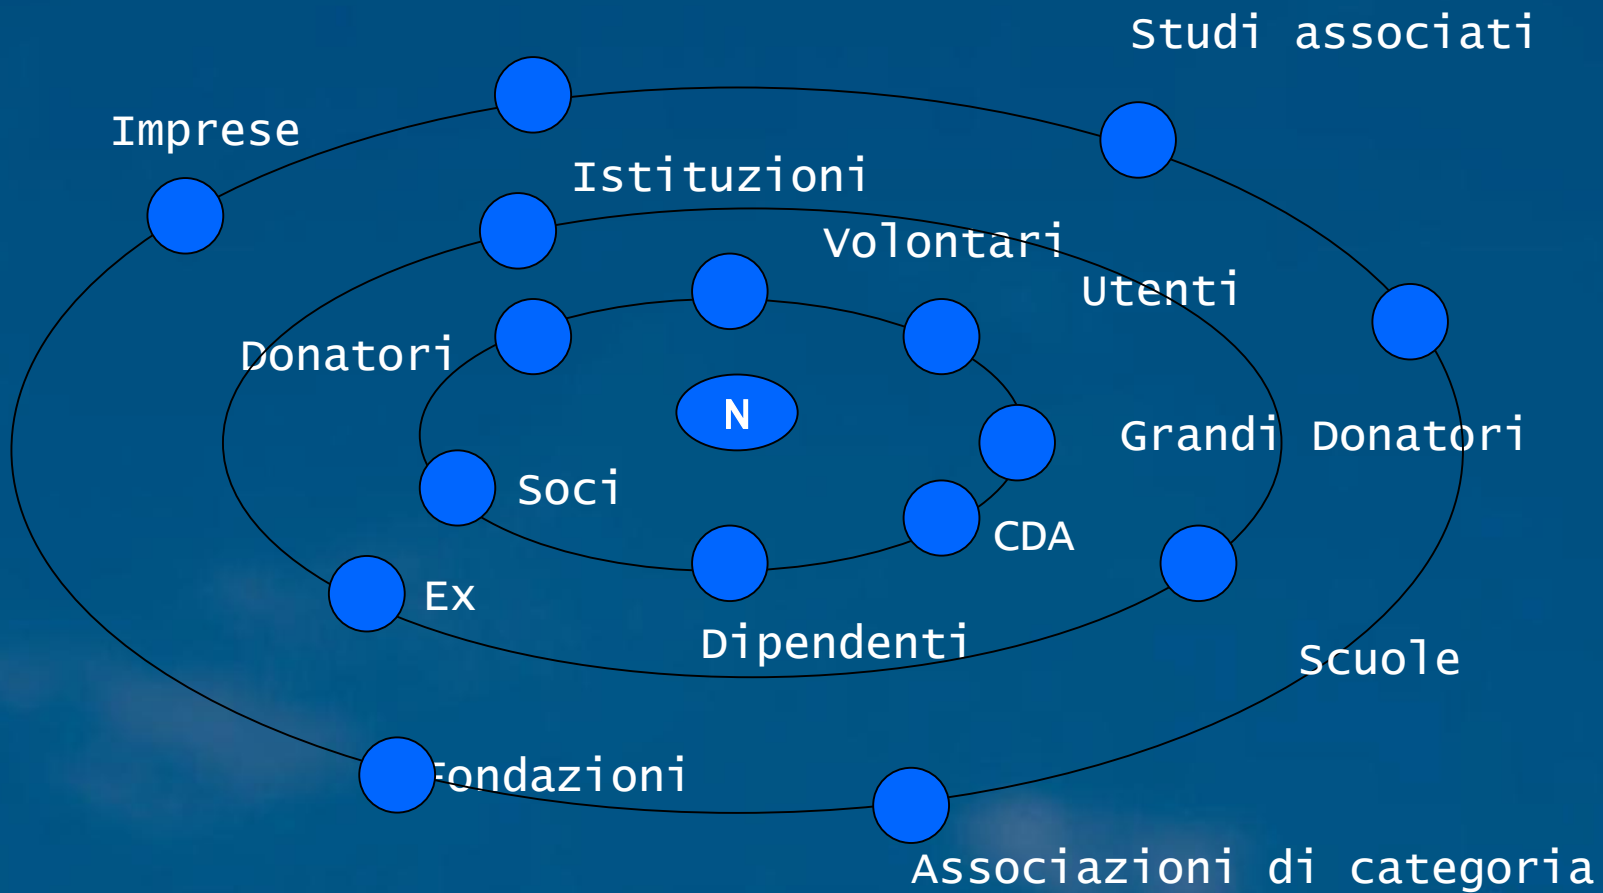 Studi associati
Imprese
Istituzioni
Volontari
Utenti
Donatori
N
Grandi Donatori
Soci
CDA
Ex
Dipendenti
Scuole
Fondazioni
Associazioni di categoria